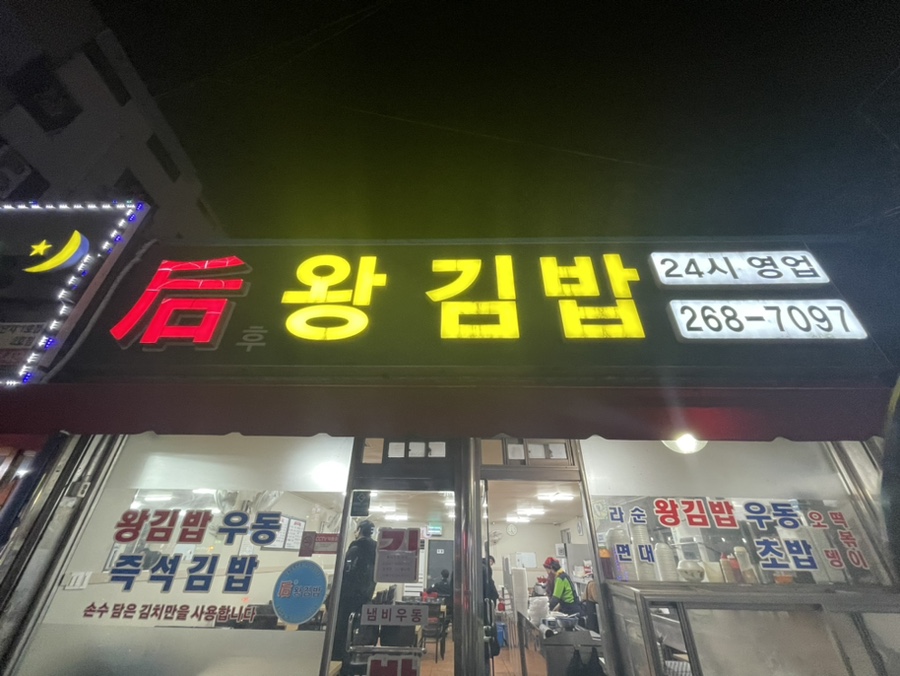 后 후 왕김밥
24시 영업
268-7097
왕김밥 우동
즉석김밥
손수 담은 김치만을 사용합니다
기
냄비우동
라면
순대
왕김밥 우동
초밥
오뎅
떡볶이